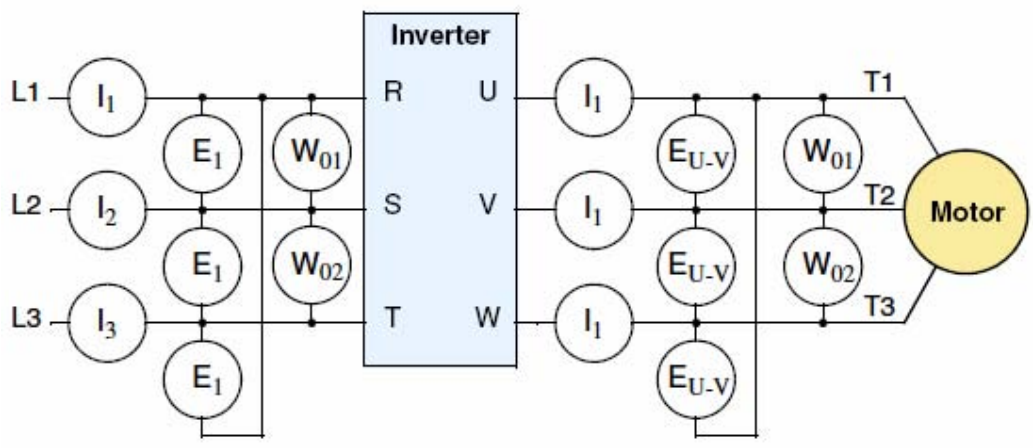 Inverter
L1 I1 R U I1 T1
E1 W01 EU-V W01
L2 I2 S V I1 T2 Motor
E1 W02 EU-V W02
L3 I3 T W I1 T3
E1 EU-V